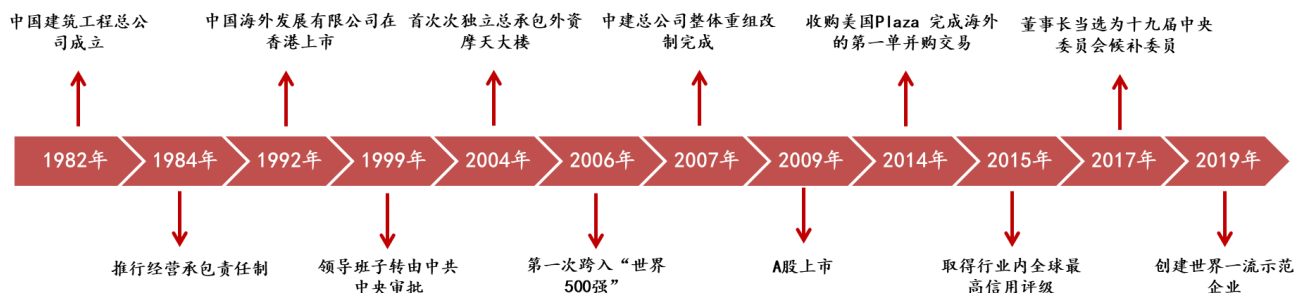 中国建筑工程总公
司成立
中国海外发展有限公司在
香港上市
首次次独立总承包外资
摩天大楼
中建总公司整体重组改
制完成
收购美国Plaza 完成海外
的第一单并购交易
董事长当选为十九届中央
委员会候补委员
1982年
1984年
1992年
1999年
2004年
2006年
2007年
2009年
2014年
2015年
2017年
2019年
推行经营承包责任制
领导班子转由中共
中央审批
第一次跨入“世界
500强”
A股上市
取得行业内全球最
高信用评级
创建世界一流示范
企业